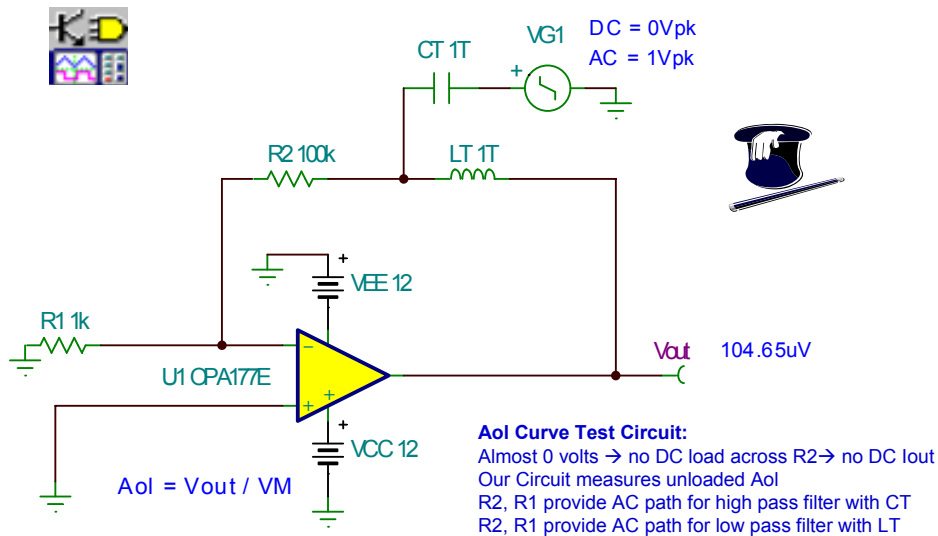 CT 1T
VG1
DC = 0Vpk
AC = 1Vpk
+
R2 100k
LT 1T
+
VEE 12
R1 1k
U1 OPA177E
−
+
+
+
VCC 12
Vout
104.65uV
Aol = Vout / VM
Aol Curve Test Circuit:
Almost 0 volts → no DC load across R2→ no DC Iout
Our Circuit measures unloaded Aol
R2, R1 provide AC path for high pass filter with CT
R2, R1 provide AC path for low pass filter with LT